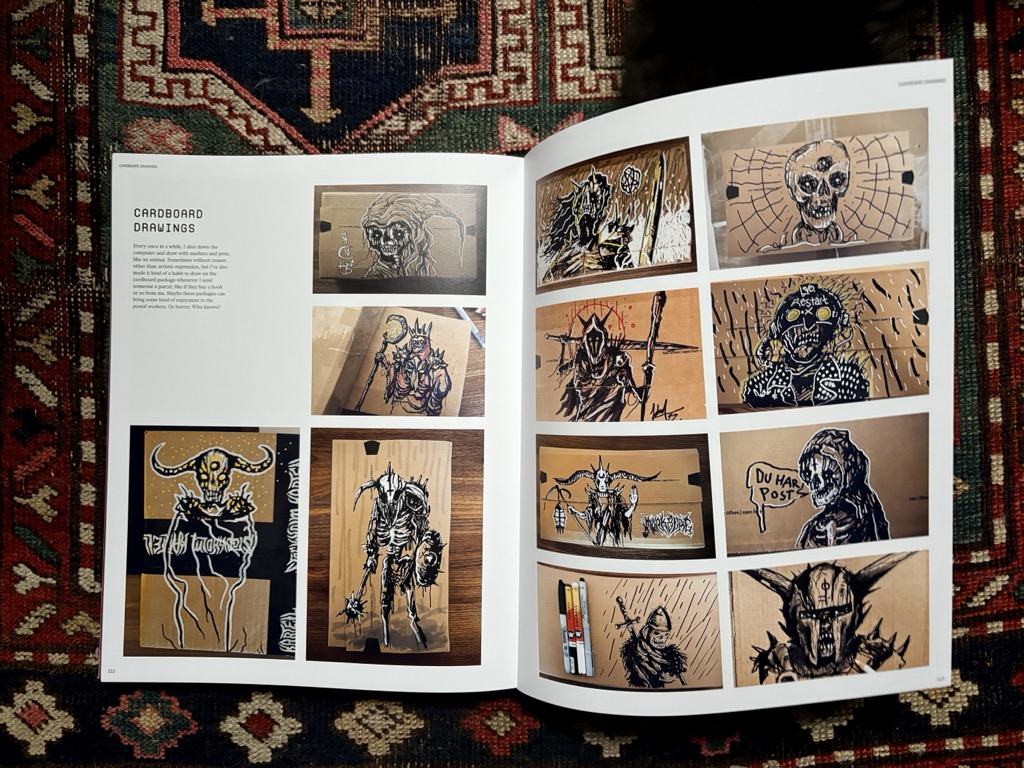 CARDBOARD DRAWINGS
CARDBOARD
DRAWINGS
Every once in a while, I shut down the
computer and draw with markers and pens,
like an animal. Sometimes without reason
other than artistic expression, but I've also
made it kind of a habit to draw on the
cardboard package whenever I send
someone a parcel, like if they buy a book
or so from me. Maybe these packages can
bring some kind of enjoyment to the
postal workers. Or horror. Who knows?
122
CARDBOARD DRAWINGS
Restart
DU HAR
POST
123